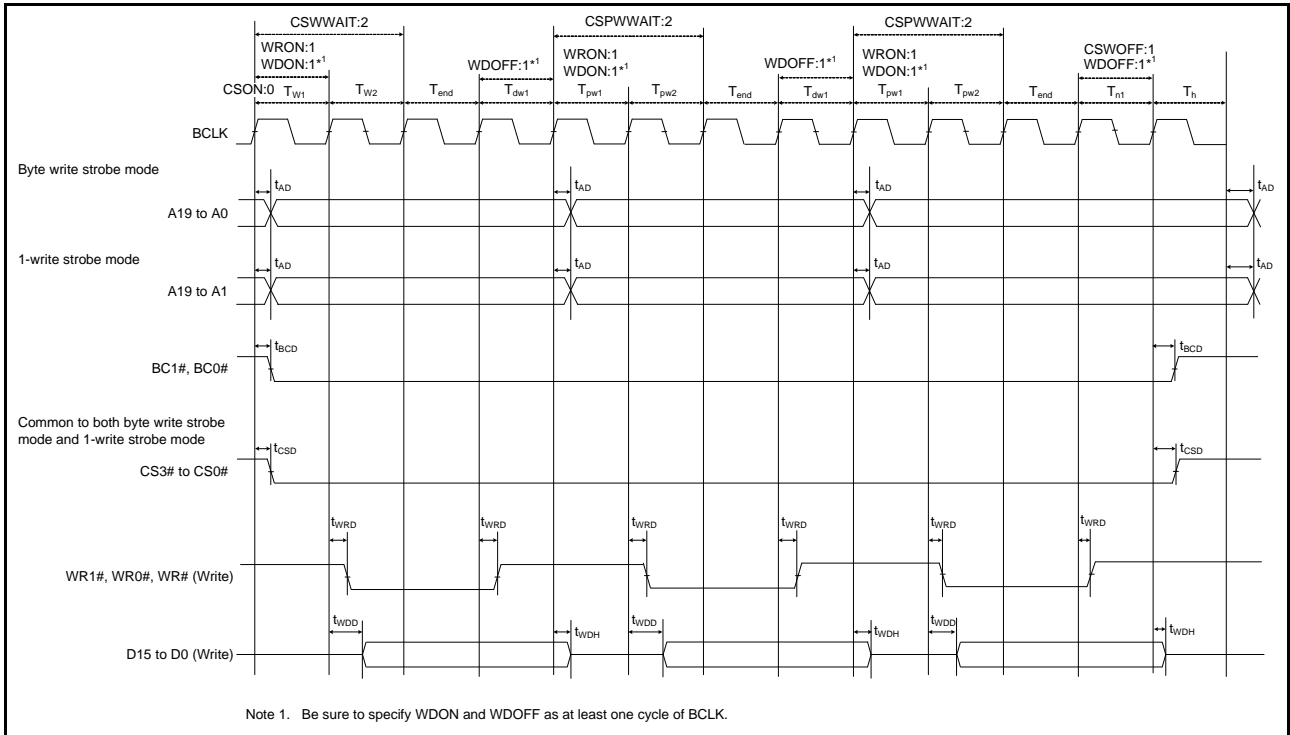 CSWWAIT:2 CSPWWAIT:2 CSPWWAIT:2
WRON:1 WRON:1 WRON:1 CSWOFF:1
WDON:1*1 WDOFF:1*1 WDON:1*1 WDOFF:1*1 WDON:1*1 WDOFF:1*1
CSON:0 TW1 TW2 Tend Tdw1 Tpw1 Tpw2 Tend Tdw1 Tpw1 Tpw2 Tend Tn1 Th
BCLK
Byte write strobe mode
tAD tAD tAD tAD
A19 to A0
1-write strobe mode
tAD tAD tAD tAD
A19 to A1
tBCD tBCD
BC1#, BC0#
Common to both byte write strobe
mode and 1-write strobe mode
tCSD tCSD
CS3# to CS0#
tWRD tWRD tWRD tWRD tWRD tWRD
WR1#, WR0#, WR# (Write)
tWDD tWDH tWDD tWDH tWDD tWDH
D15 to D0 (Write)
Note 1. Be sure to specify WDON and WDOFF as at least one cycle of BCLK.